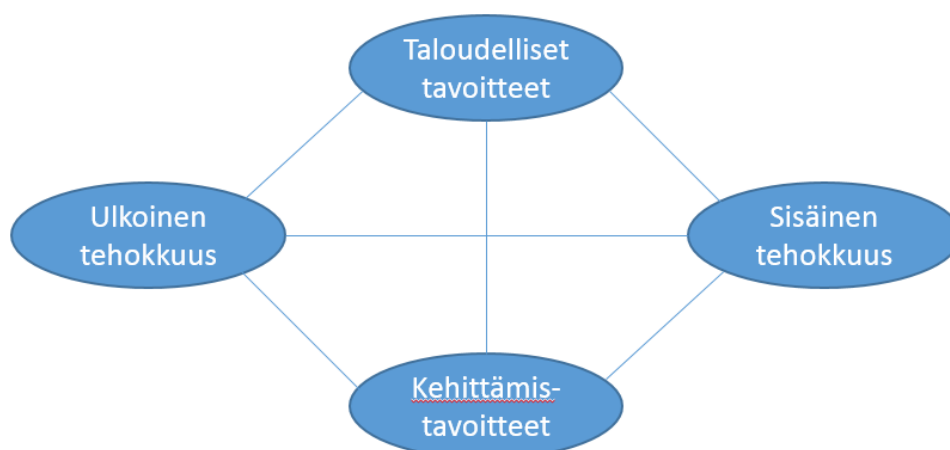 Taloudelliset
tavoitteet
Ulkoinen
tehokkuus
Sisäinen
tehokkuus
Kehittämis-
tavoitteet